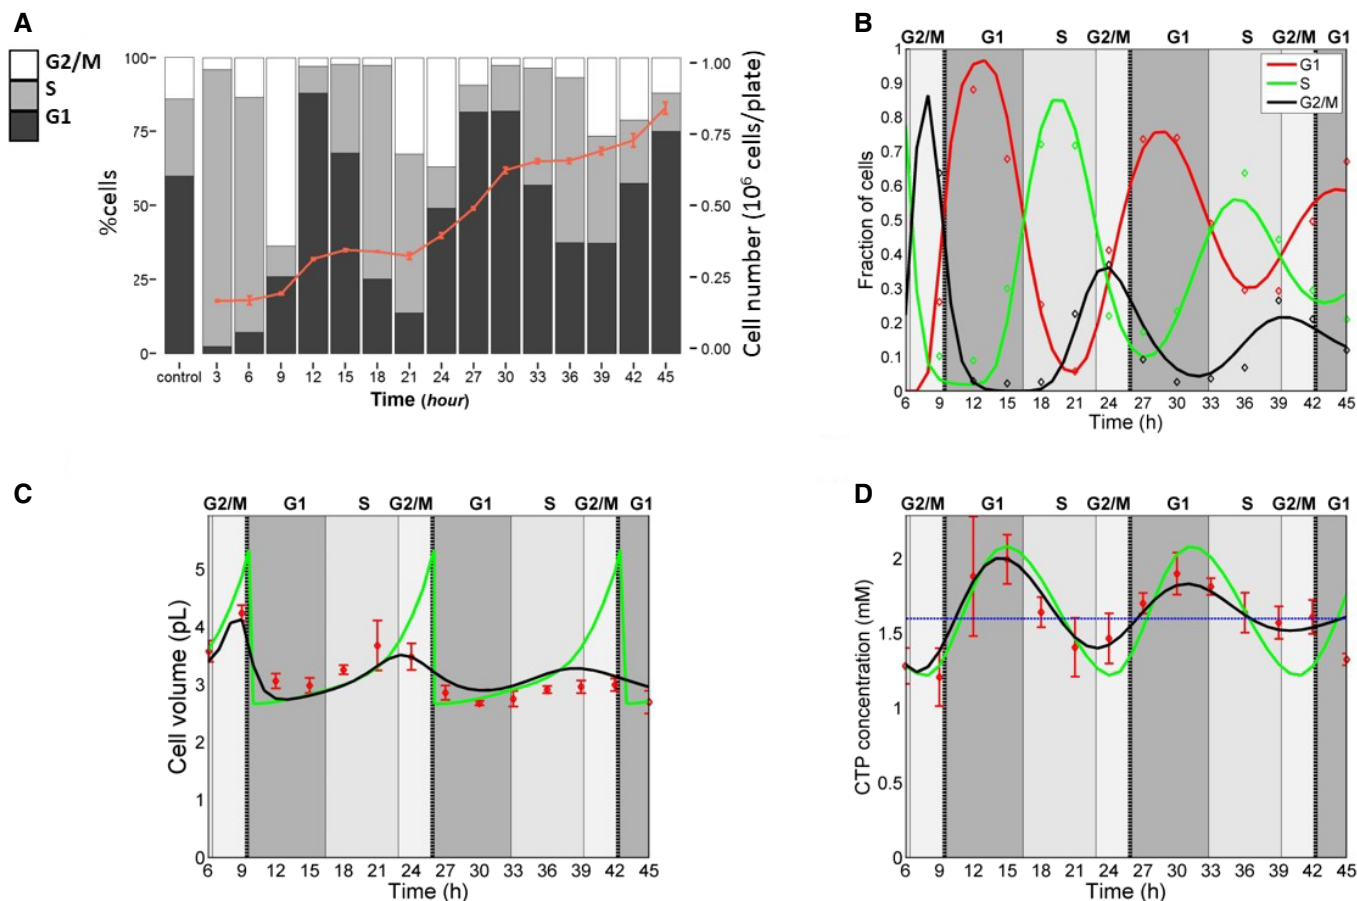 A
G2/M
S
G1
100
75
50
25
0
%cells
1.00
0.75
0.50
0.25
0.00
Cell number (10⁶ cells/plate)
control 3 6 9 12 15 18 21 24 27 30 33 36 39 42 45
Time (hour)
B
G2/M G1 S G2/M G1 S G2/M G1
1
0.9
0.8
0.7
0.6
0.5
0.4
0.3
0.2
0.1
0
Fraction of cells
G1
S
G2/M
6 9 12 15 18 21 24 27 30 33 36 39 42 45
Time (h)
C
G2/M G1 S G2/M G1 S G2/M G1
5
4
3
2
1
0
Cell volume (pL)
6 9 12 15 18 21 24 27 30 33 36 39 42 45
Time (h)
D
G2/M G1 S G2/M G1 S G2/M G1
2
1.5
1
0.5
0
CTP concentration (mM)
6 9 12 15 18 21 24 27 30 33 36 39 42 45
Time (h)